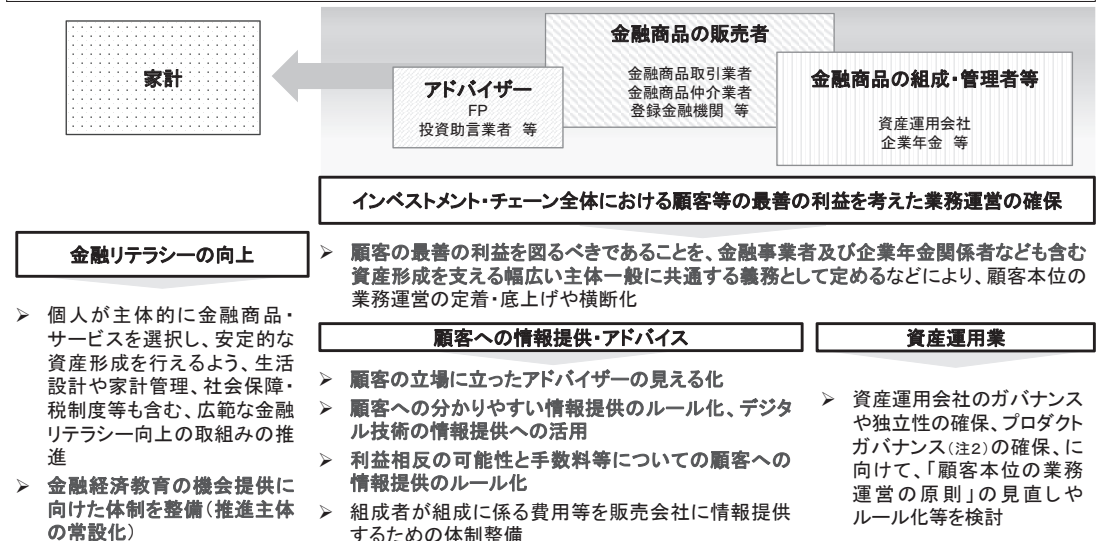 家計
アドバイザー
FP
投資助言業者 等
金融商品の販売者
金融商品取引業者
金融商品仲介業者
登録金融機関 等
金融商品の組成・管理者等
資産運用会社
企業年金 等
インベストメント・チェーン全体における顧客等の最善の利益を考えた業務運営の確保
➢ 顧客の最善の利益を図るべきであることを、金融事業者及び企業年金関係者なども含む
資産形成を支える幅広い主体一般に共通する義務として定めるなどにより、顧客本位の
業務運営の定着・底上げや横断化
金融リテラシーの向上
➢ 個人が主体的に金融商品・
サービスを選択し、安定的な
資産形成を行えるよう、生活
設計や家計管理、社会保障・
税制度等も含む、広範な金融
リテラシー向上の取組みの推
進
➢ 金融経済教育の機会提供に
向けた体制を整備(推進主体
の常設化)
顧客への情報提供・アドバイス
➢ 顧客の立場に立ったアドバイザーの見える化
➢ 顧客への分かりやすい情報提供のルール化、デジタ
ル技術の情報提供への活用
➢ 利益相反の可能性と手数料等についての顧客への
情報提供のルール化
➢ 組成者が組成に係る費用等を販売会社に情報提供
するための体制整備
資産運用業
➢ 資産運用会社のガバナンス
や独立性の確保、プロダクト
ガバナンス(注2)の確保、に
向けて、「顧客本位の業務
運営の原則」の見直しや
ルール化等を検討